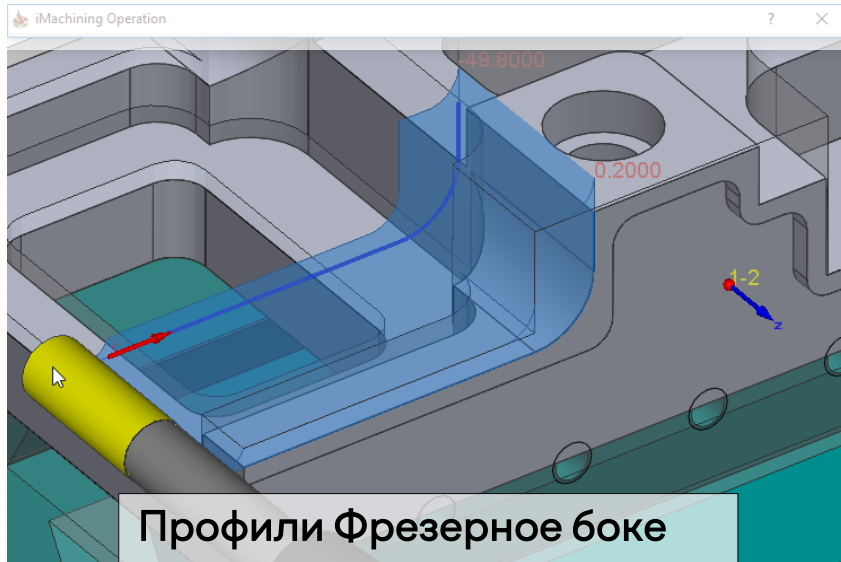 iMachining Operation
?
-49.8000
0.2000
1-2
z
Профили Фрезерное боке